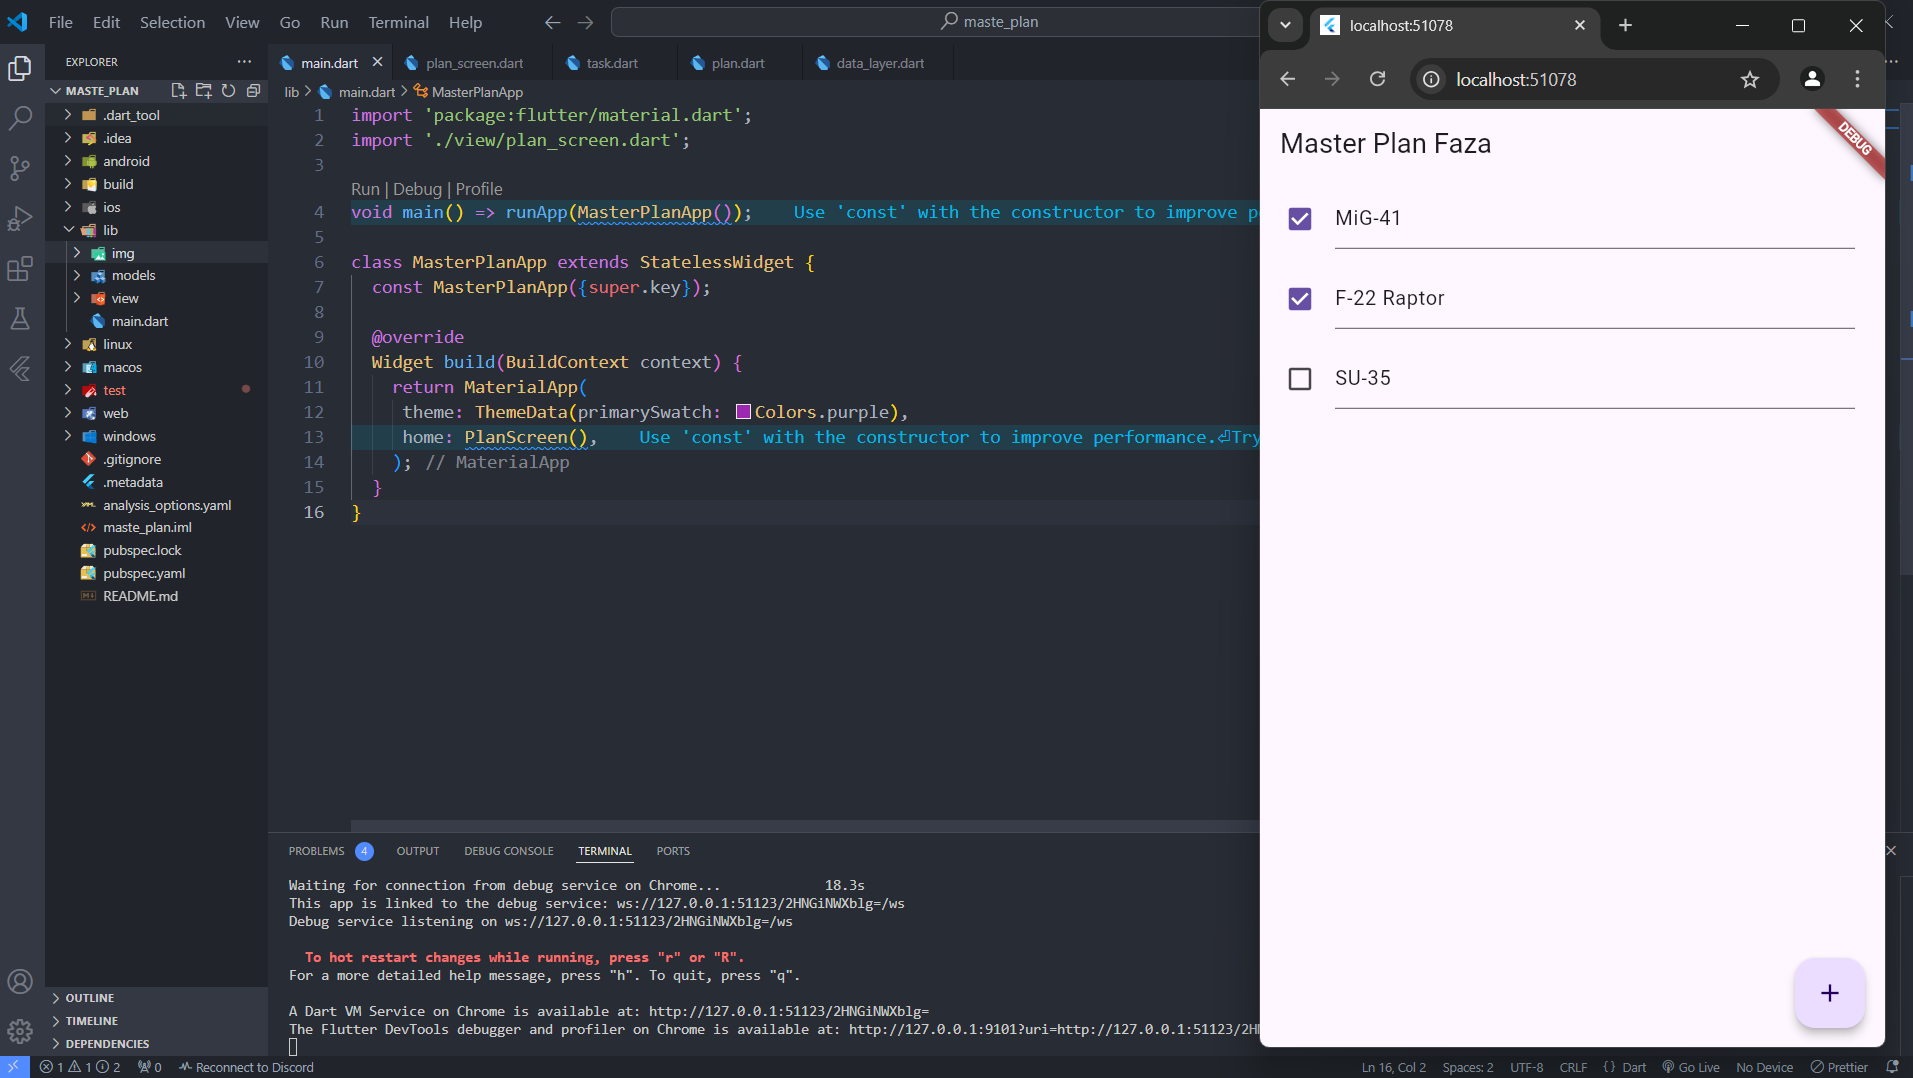 File Edit Selection View Go Run Terminal Help
maste_plan
EXPLORER
MASTE_PLAN
.dart_tool
.idea
android
build
ios
lib
img
models
view
main.dart
linux
macos
test
web
windows
.gitignore
.metadata
analysis_options.yaml
maste_plan.iml
pubspec.lock
pubspec.yaml
README.md
OUTLINE
TIMELINE
DEPENDENCIES
main.dart plan_screen.dart task.dart plan.dart data_layer.dart
lib > main.dart > MasterPlanApp
1 import 'package:flutter/material.dart';
2 import './view/plan_screen.dart';
3
Run | Debug | Profile
4 void main() => runApp(MasterPlanApp()); Use 'const' with the constructor to improve p
5
6 class MasterPlanApp extends StatelessWidget {
7 const MasterPlanApp({super.key});
8
9 @override
10 Widget build(BuildContext context) {
11 return MaterialApp(
12 theme: ThemeData(primarySwatch: Colors.purple),
13 home: PlanScreen(), Use 'const' with the constructor to improve performance.⏎Try
14 ); // MaterialApp
15 }
16 }
PROBLEMS 4 OUTPUT DEBUG CONSOLE TERMINAL PORTS
Waiting for connection from debug service on Chrome... 18.3s
This app is linked to the debug service: ws://127.0.0.1:51123/2HNGiNWXblg=/ws
Debug service listening on ws://127.0.0.1:51123/2HNGiNWXblg=/ws
To hot restart changes while running, press "r" or "R".
For a more detailed help message, press "h". To quit, press "q".
A Dart VM Service on Chrome is available at: http://127.0.0.1:51123/2HNGiNWXblg=
The Flutter DevTools debugger and profiler on Chrome is available at: http://127.0.0.1:9101?uri=http://127.0.0.1:51123/2H
localhost:51078
localhost:51078
DEBUG
Master Plan Faza
MiG-41
F-22 Raptor
SU-35
1 1 2 0 Reconnect to Discord Ln 16, Col 2 Spaces: 2 UTF-8 CRLF {} Dart Go Live No Device Prettier